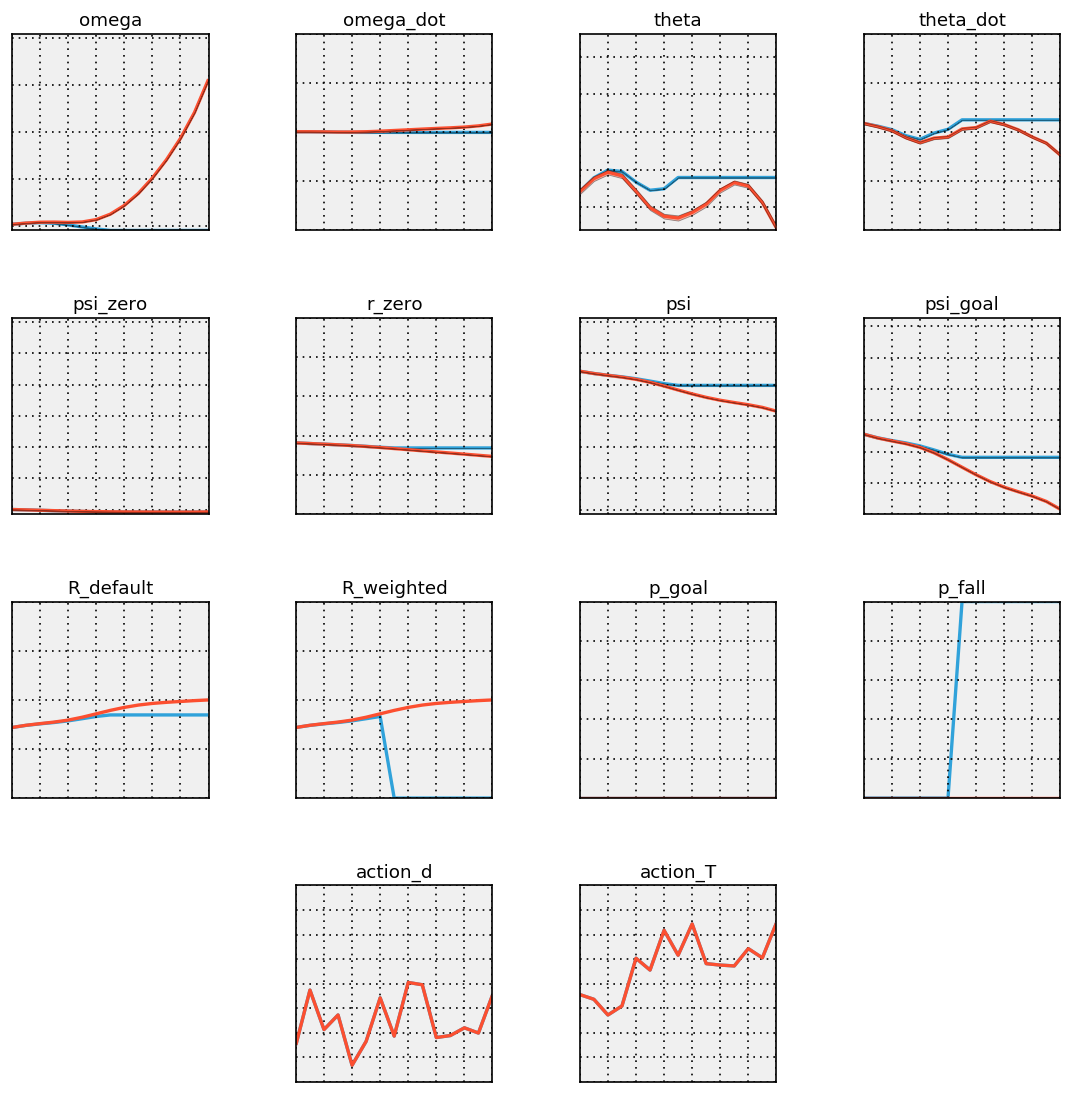 omega omega_dot theta theta_dot
psi_zero r_zero psi psi_goal
R_default R_weighted p_goal p_fall
action_d action_T